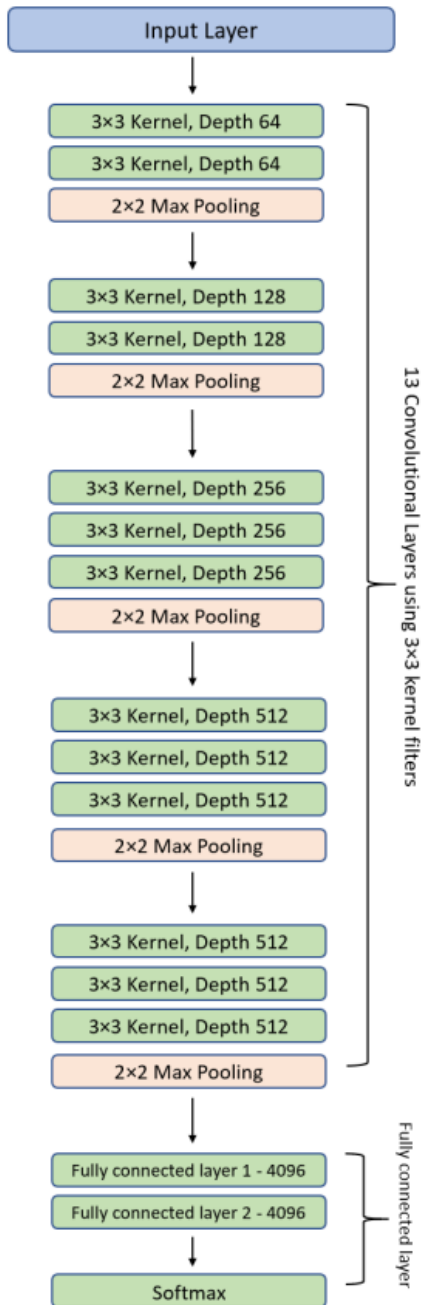 Input Layer
3×3 Kernel, Depth 64
3×3 Kernel, Depth 64
2×2 Max Pooling
3×3 Kernel, Depth 128
3×3 Kernel, Depth 128
2×2 Max Pooling
3×3 Kernel, Depth 256
3×3 Kernel, Depth 256
3×3 Kernel, Depth 256
2×2 Max Pooling
3×3 Kernel, Depth 512
3×3 Kernel, Depth 512
3×3 Kernel, Depth 512
2×2 Max Pooling
3×3 Kernel, Depth 512
3×3 Kernel, Depth 512
3×3 Kernel, Depth 512
2×2 Max Pooling
13 Convolutional Layers using 3×3 kernel filters
Fully connected layer 1 - 4096
Fully connected layer 2 - 4096
Softmax
Fully connected
layer